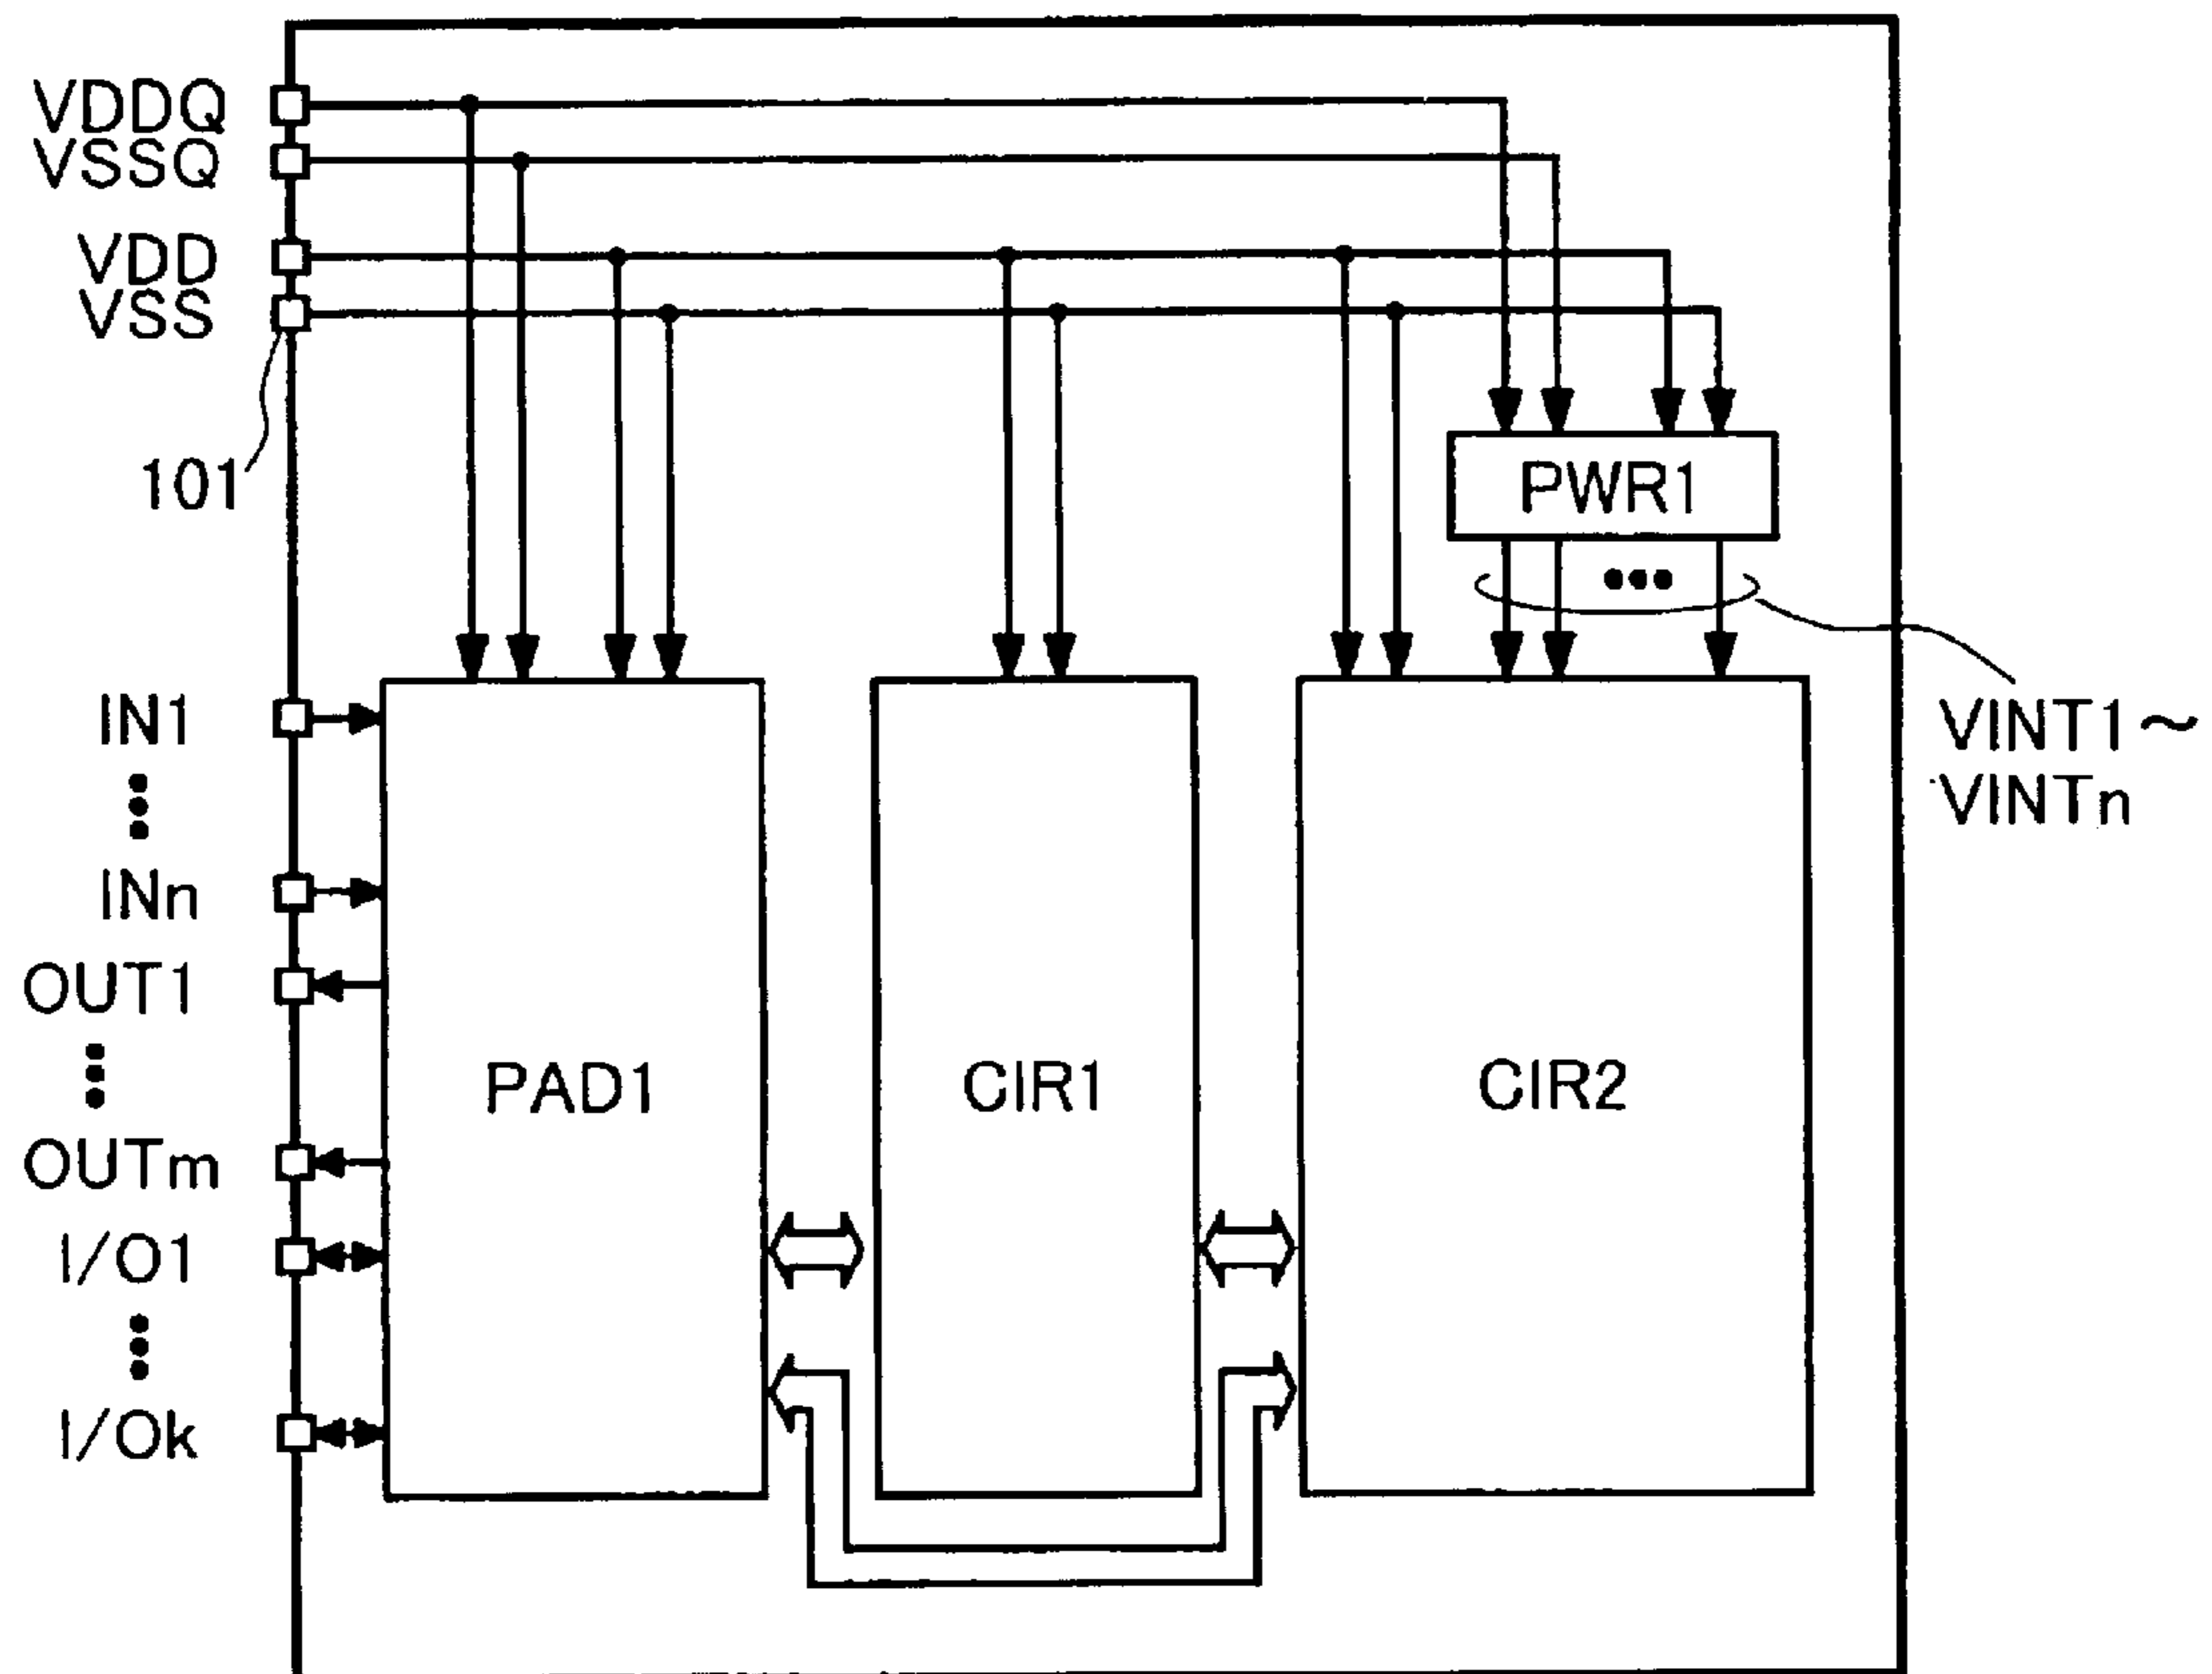 VDDQ
VSSQ
VDD
VSS
101
PWR1
IN1
VINT1~
VINTn
INn
OUT1
PAD1
CIR1
CIR2
OUTm
I/O1
I/Ok